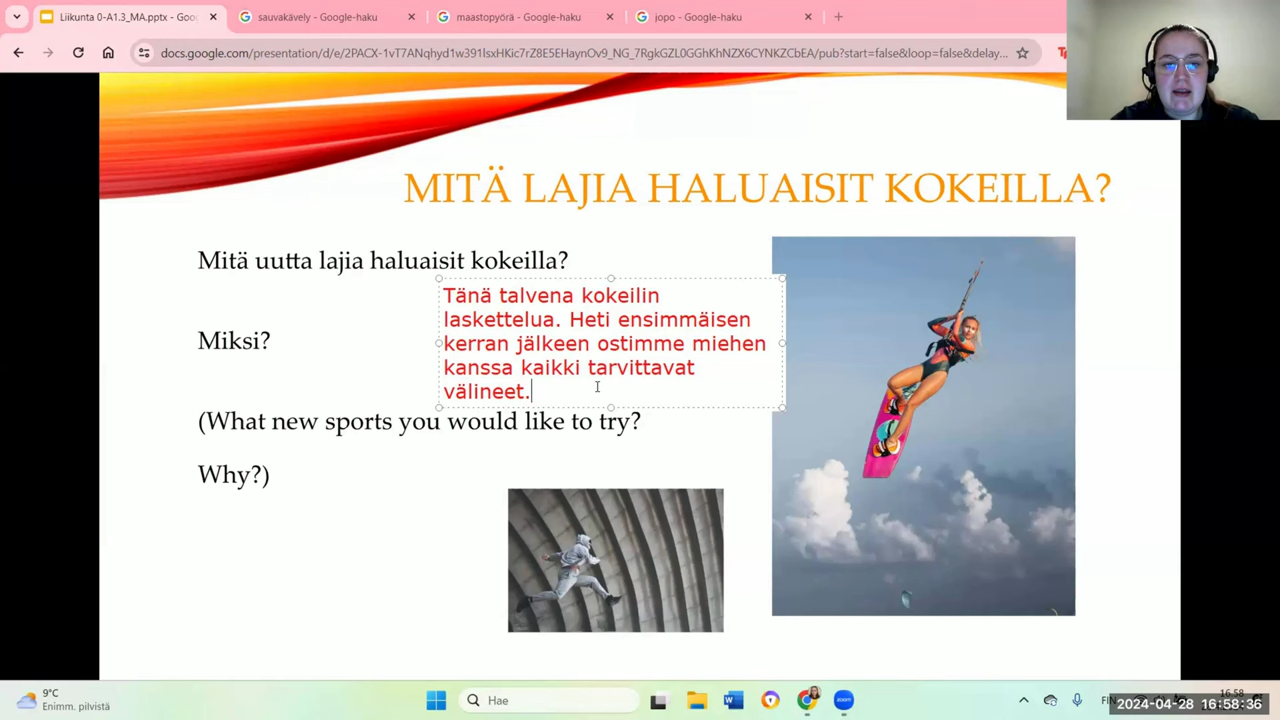 Liikunta 0-A1.3_MA.pptx - Goo
sauvakävely - Google-haku
maastopyörä - Google-haku
jopo - Google-haku
docs.google.com/presentation/d/e/2PACX-1vT7ANqhyd1w391lsxHKic7rZ8E5EHaynOv9_NG_7RgkGZL0GGhKhNZX6CYNKZCbEA/pub?start=false&loop=false&delay...
MITÄ LAJIA HALUAISIT KOKEILLA?
Mitä uutta lajia haluaisit kokeilla?
Tänä talvena kokeilin
laskettelua. Heti ensimmäisen
Miksi?
kerran jälkeen ostimme miehen
kanssa kaikki tarvittavat
välineet.
(What new sports you would like to try?
Why?)
9°C
Enimm. pilvistä
Hae
FIN
16.58
2024-04-28 16:58:36